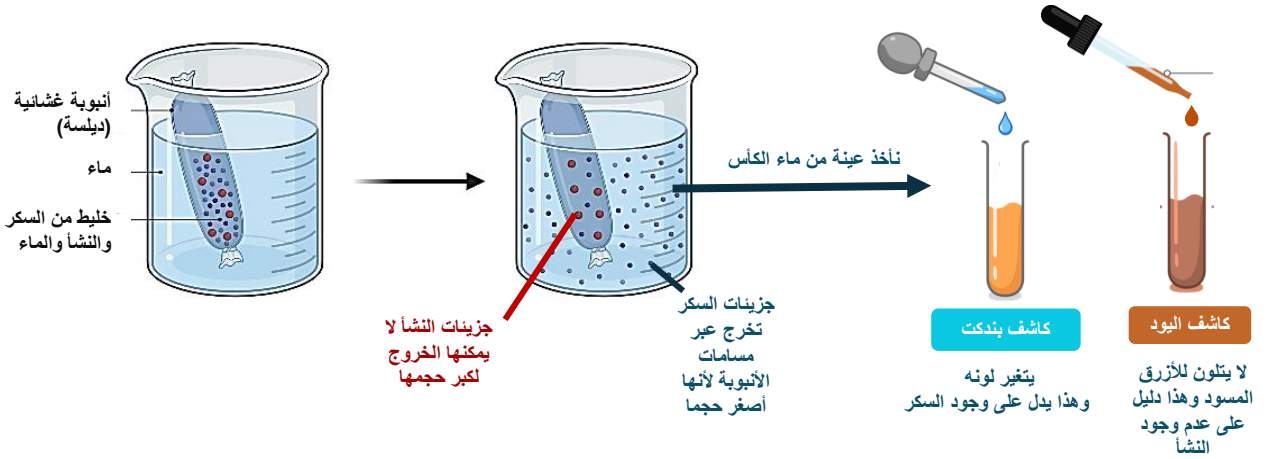 أنبوبة غشائية
(ديلسة)
ماء
خليط من السكر
والنشأ والماء
جزيئات النشأ لا
يمكنها الخروج
لكبر حجمها
جزيئات السكر
تخرج عبر
مسامات
الأنبوبة لأنها
أصغر حجما
نأخذ عينة من ماء الكأس
كاشف بندكت
يتغير لونه
وهذا يدل على وجود السكر
كاشف اليود
لا يتلون للأزرق
المسود وهذا دليل
على عدم وجود
النشأ